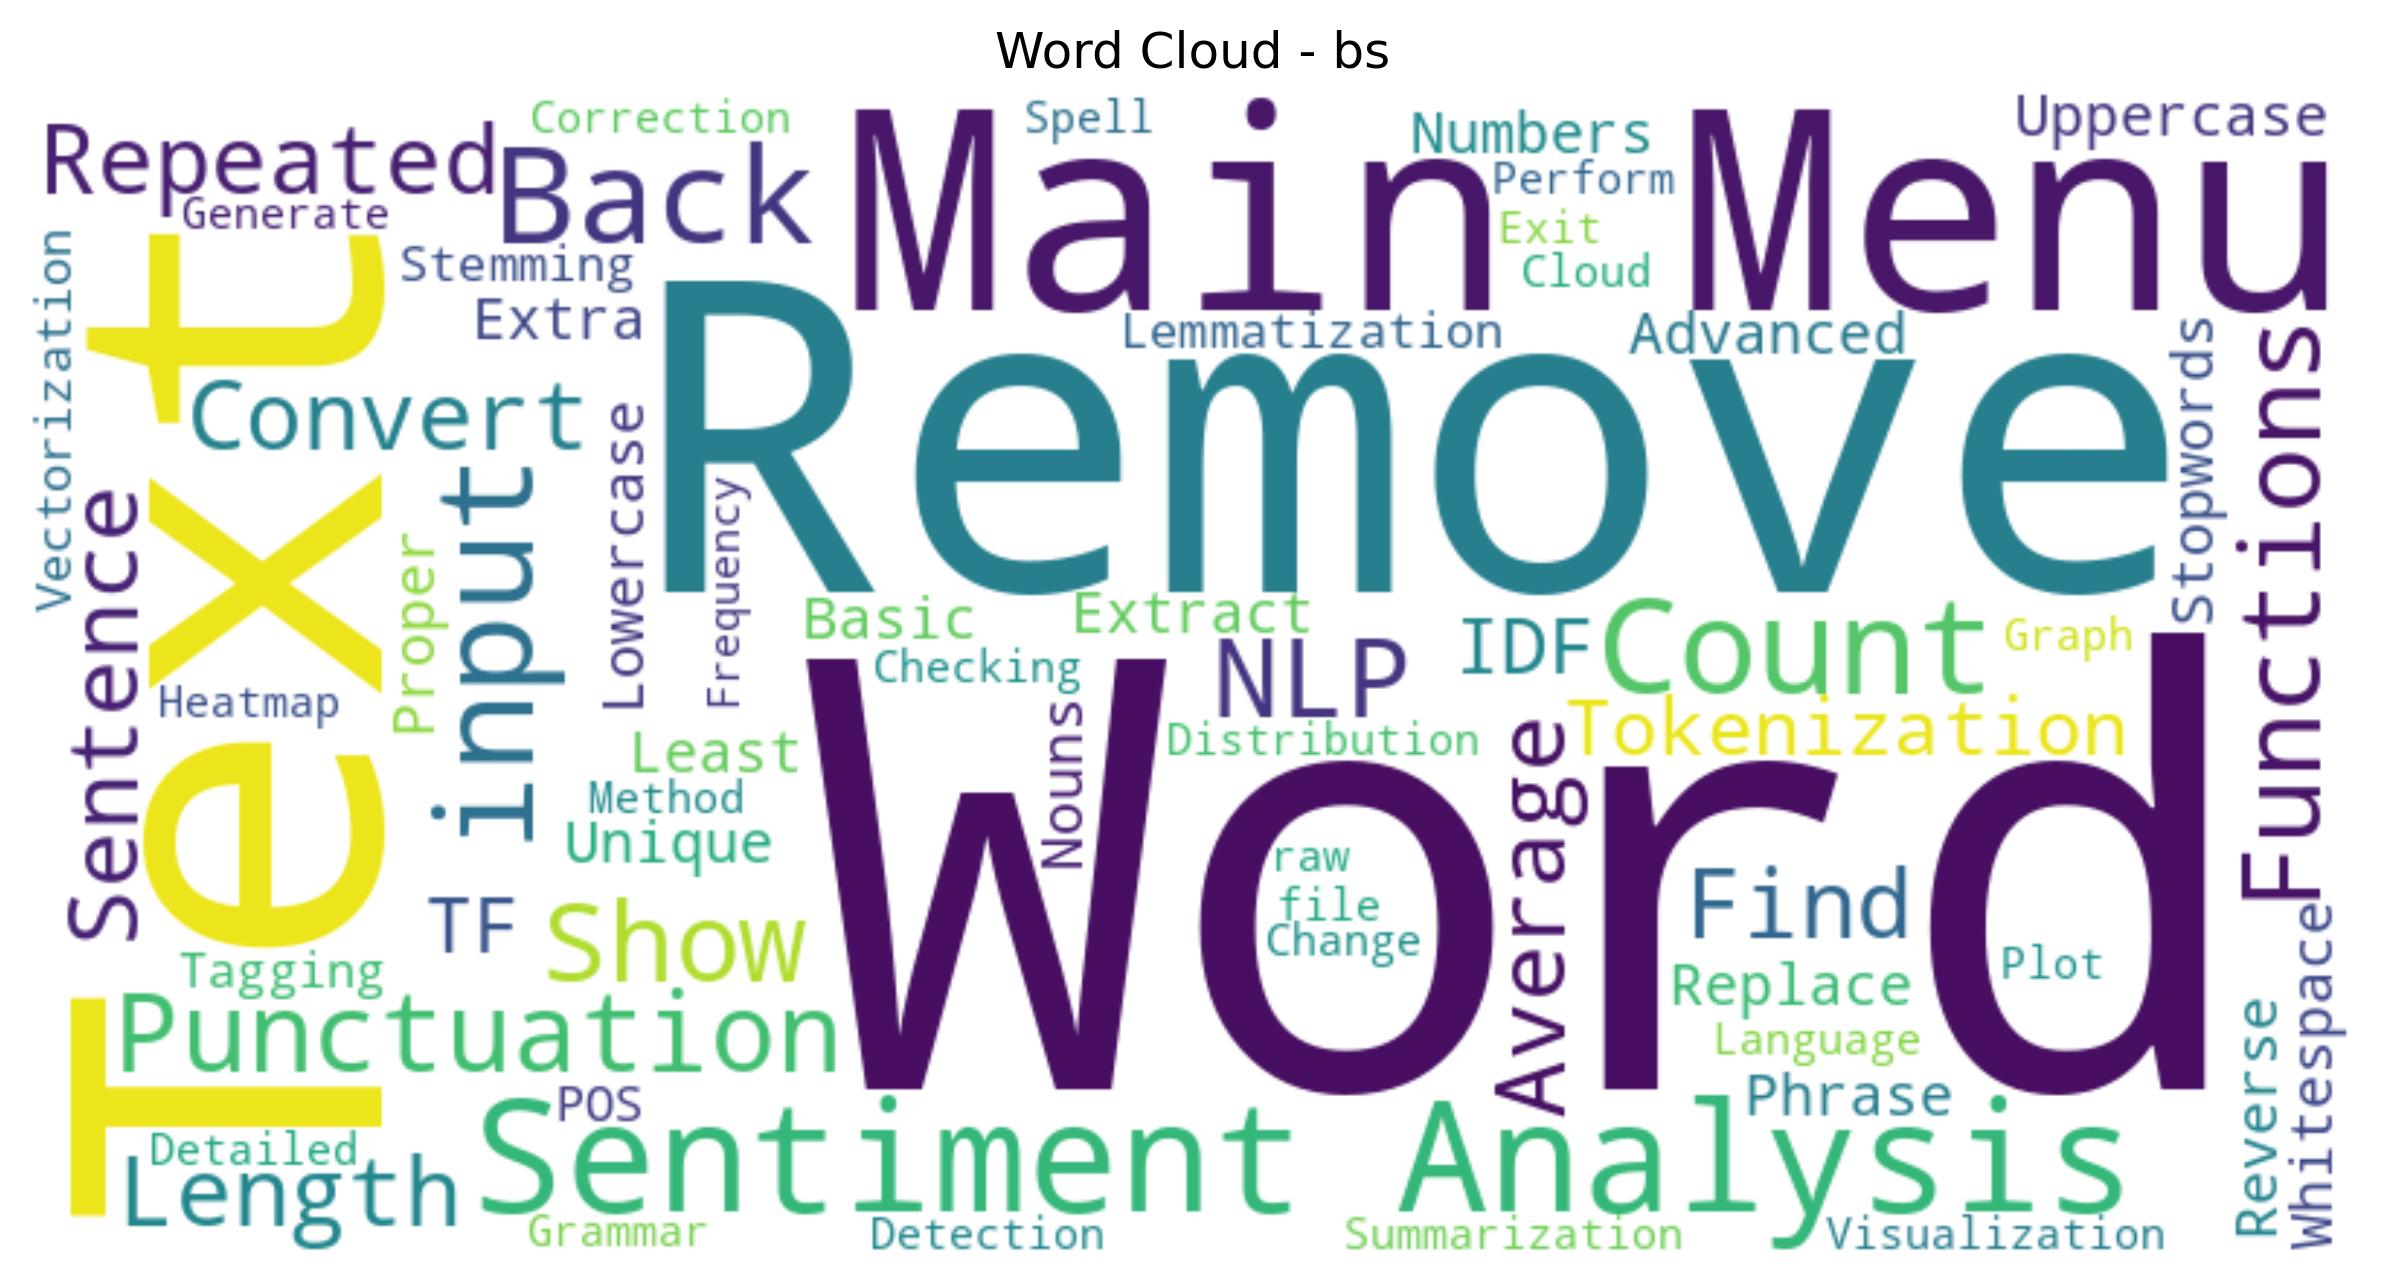 Word Cloud - bs
Correction
Spell
Numbers
Uppercase
Repeated
Back
Main
Menu
Perform
Generate
Exit
Stemming
Cloud
Extra
Lemmatization
Advanced
Vectorization
Text
Convert
Remove
Stopwords
Functions
Sentence
input
Lowercase
Frequency
Proper
Basic
Extract
IDF
Count
Graph
Checking
NLP
Heatmap
Tokenization
Distribution
Least
Nouns
Word
Average
Method
Unique
raw
file
Change
Find
TF
Show
Plot
Tagging
Replace
Punctuation
Language
Reverse
Whitespace
POS
Phrase
Detailed
Length
Sentiment Analysis
Grammar
Detection
Summarization
Visualization